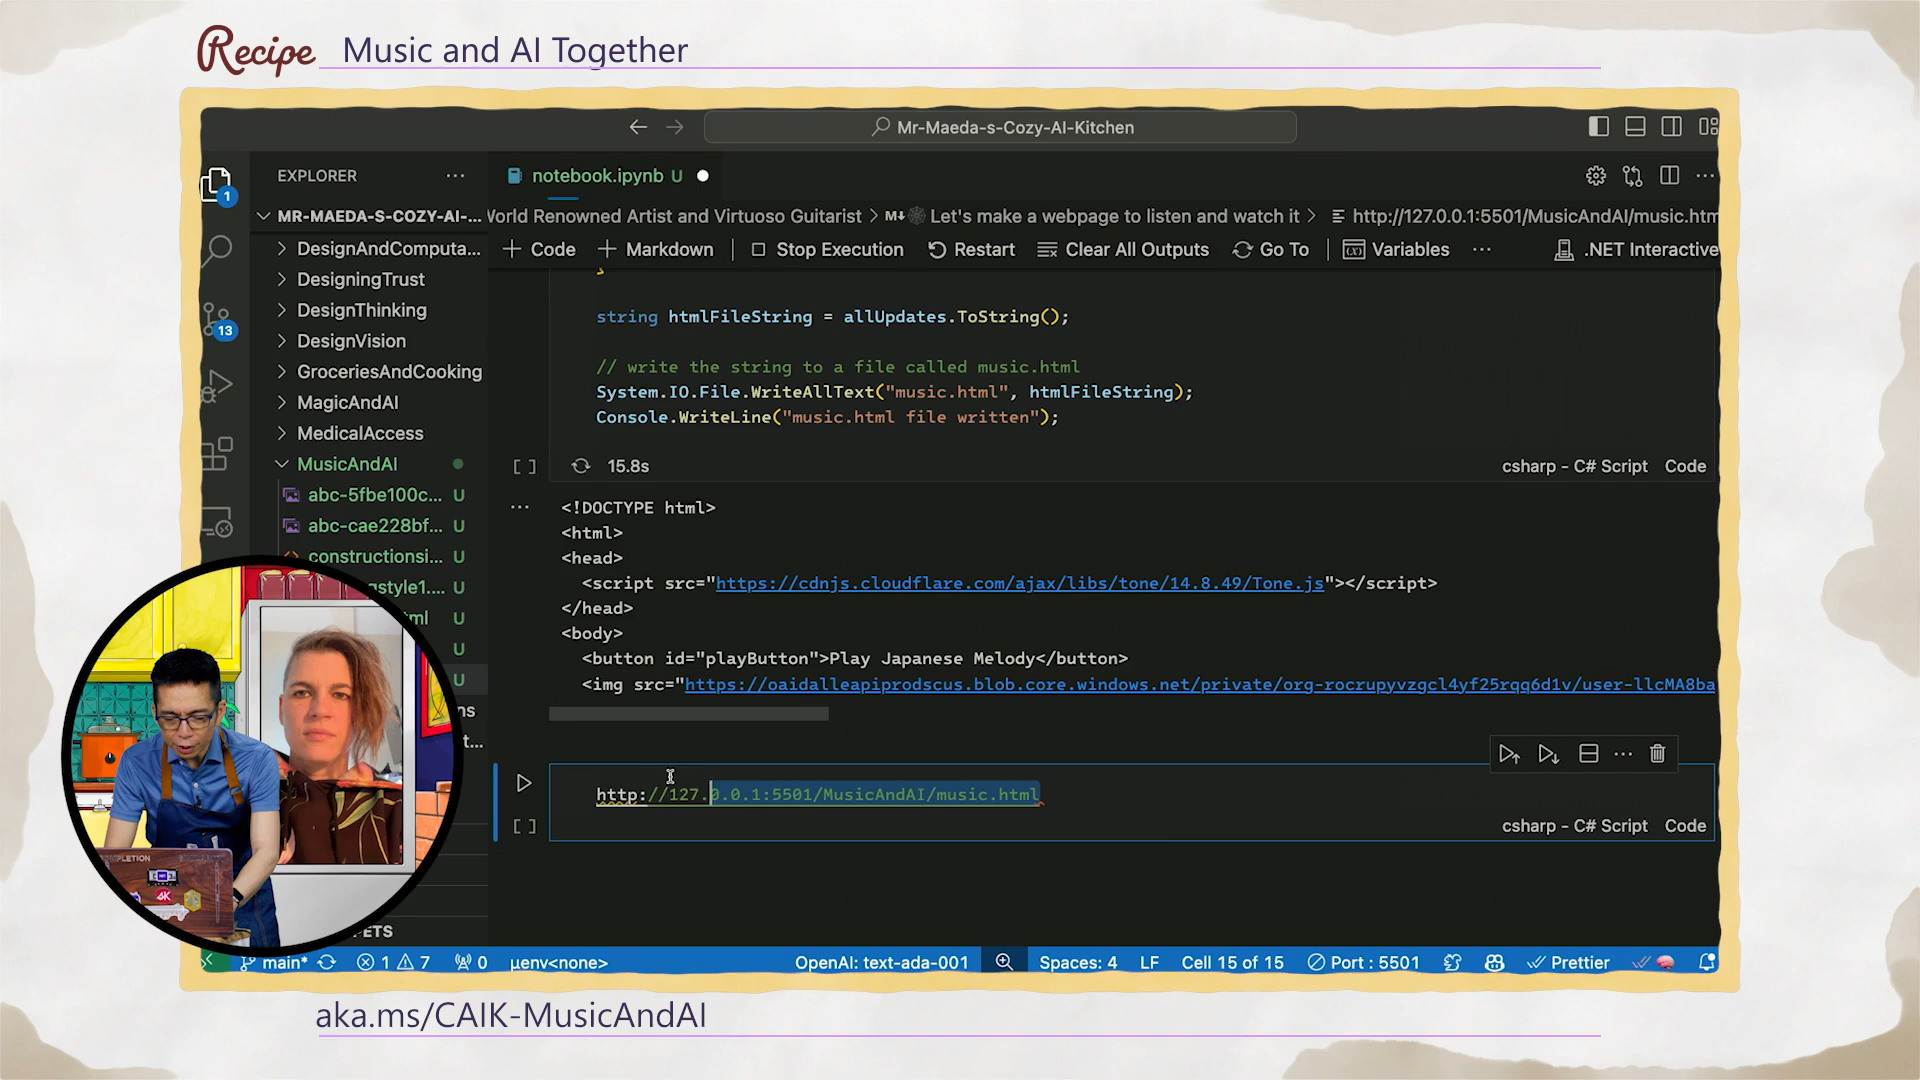 Recipe Music and AI Together
Mr-Maeda-s-Cozy-AI-Kitchen
1
EXPLORER
notebook.ipynb U
MR-MAEDA-S-COZY-AI-...
World Renowned Artist and Virtuoso Guitarist > M Let's make a webpage to listen and watch it > http://127.0.0.1:5501/MusicAndAI/music.htm
+ Code + Markdown Stop Execution Restart Clear All Outputs Go To Variables ... .NET Interactive
DesignAndComputa...
DesigningTrust
DesignThinking
DesignVision
GroceriesAndCooking
MagicAndAI
MedicalAccess
MusicAndAI
abc-5fbe100c... U
abc-cae228bf... U
constructionsi... U
gstyle1.... U
ml U
U
U
ns
t...
PETS
13
}
string htmlFileString = allUpdates.ToString();
// write the string to a file called music.html
System.IO.File.WriteAllText("music.html", htmlFileString);
Console.WriteLine("music.html file written");
[ ] 15.8s csharp - C# Script Code
<!DOCTYPE html>
<html>
<head>
<script src="https://cdnjs.cloudflare.com/ajax/libs/tone/14.8.49/Tone.js"></script>
</head>
<body>
<button id="playButton">Play Japanese Melody</button>
<img src="https://oaidalleapiprodscus.blob.core.windows.net/private/org-rocrupyvzgcl4yf25rqq6d1v/user-llcMA8ba
http://127.0.0.1:5501/MusicAndAI/music.html
[ ] csharp - C# Script Code
main* 1 7 0 µenv<none> OpenAI: text-ada-001 Spaces: 4 LF Cell 15 of 15 Port : 5501 Prettier
aka.ms/CAIK-MusicAndAI